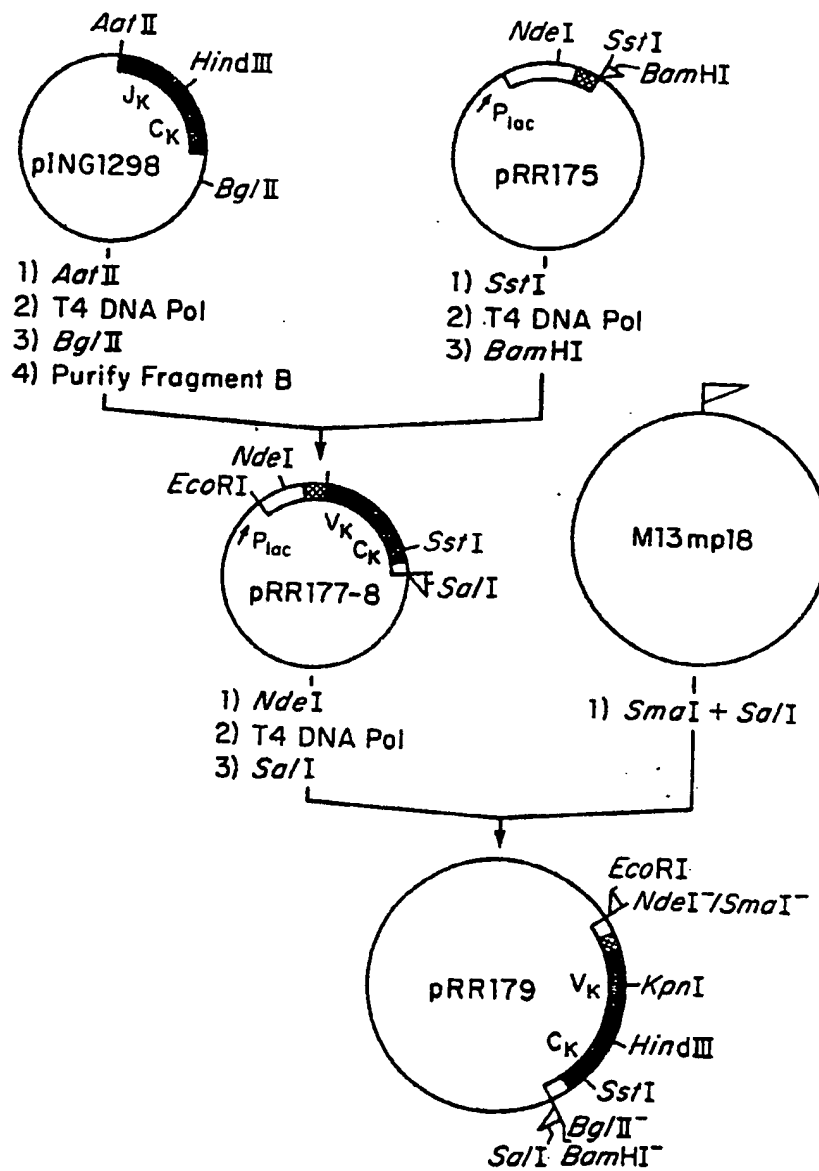 AatII
HindIII
JK
CK
pING1298
BglII
1) AatII
2) T4 DNA Pol
3) BglII
4) Purify Fragment B
NdeI
SstI
BamHI
Plac
pRR175
1) SstI
2) T4 DNA Pol
3) BamHI
NdeI
EcoRI
Plac
VK
CK
SstI
SalI
pRR177-8
M13mp18
1) NdeI
2) T4 DNA Pol
3) SalI
1) SmaI + SalI
EcoRI
NdeI⁻/SmaI⁻
pRR179
VK
KpnI
CK
HindIII
SstI
BglII⁻
SalI BamHI⁻